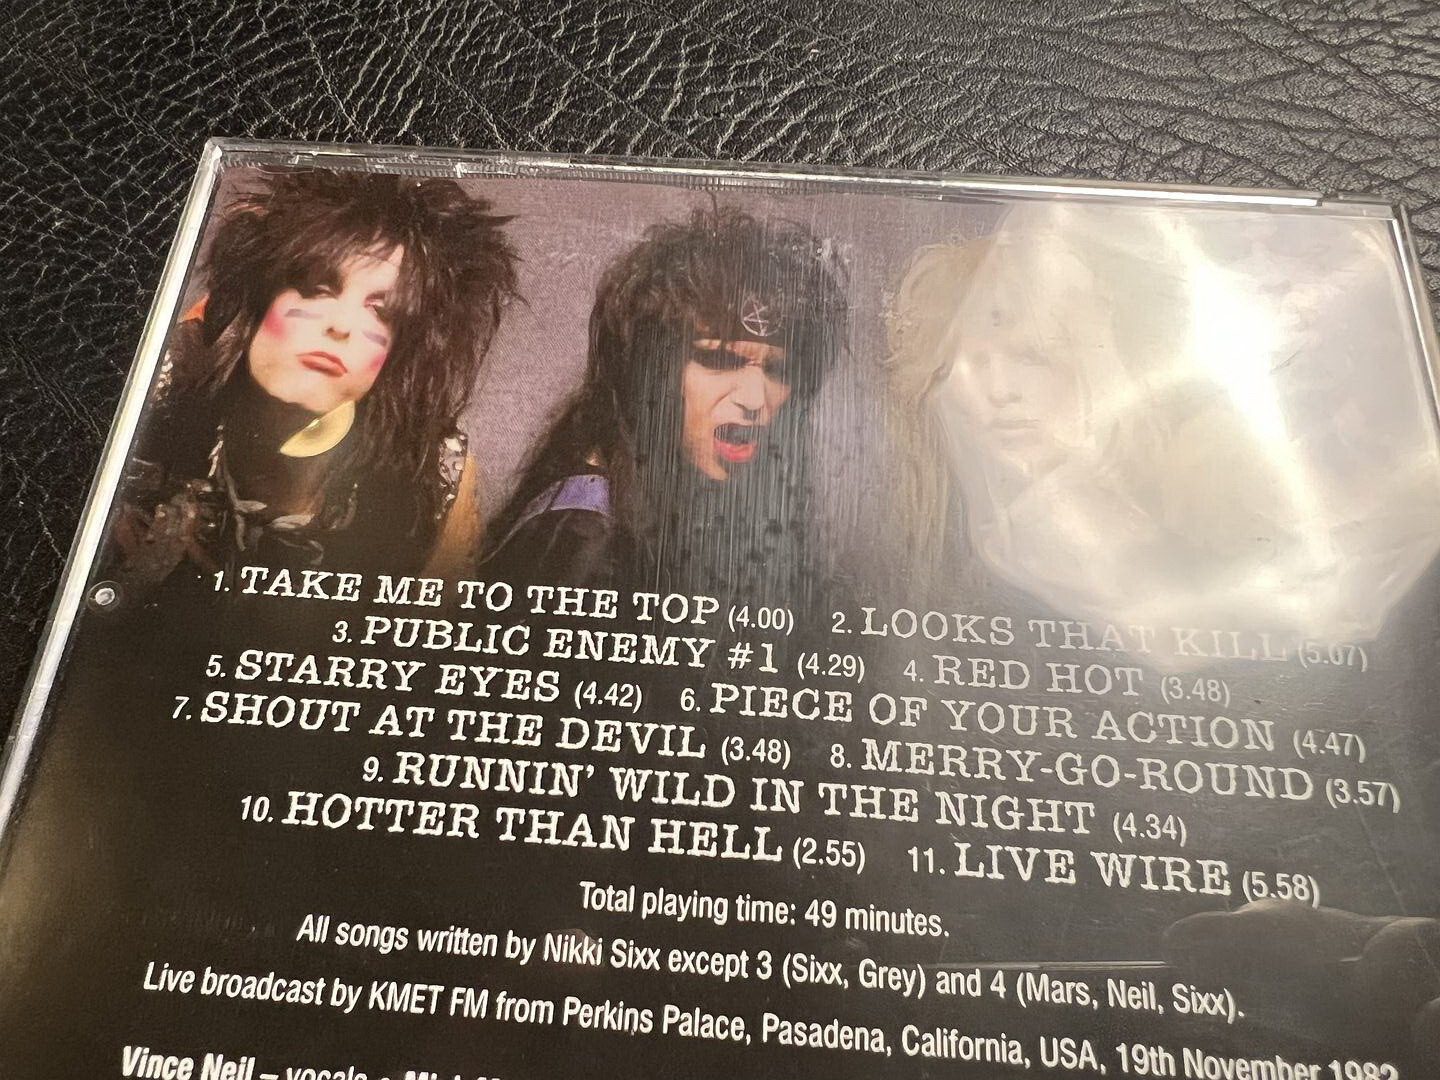 1. TAKE ME TO THE TOP (4.00) 2. LOOKS THAT KILL (5.07)
3. PUBLIC ENEMY #1 (4.29) 4. RED HOT (3.48)
5. STARRY EYES (4.42) 6. PIECE OF YOUR ACTION (4.47)
7. SHOUT AT THE DEVIL (3.48) 8. MERRY-GO-ROUND (3.57)
9. RUNNIN' WILD IN THE NIGHT (4.34)
10. HOTTER THAN HELL (2.55) 11. LIVE WIRE (5.58)
Total playing time: 49 minutes.
All songs written by Nikki Sixx except 3 (Sixx, Grey) and 4 (Mars, Neil, Sixx).
Live broadcast by KMET FM from Perkins Palace, Pasadena, California, USA, 19th November 1982
Vince Neil – vocals •